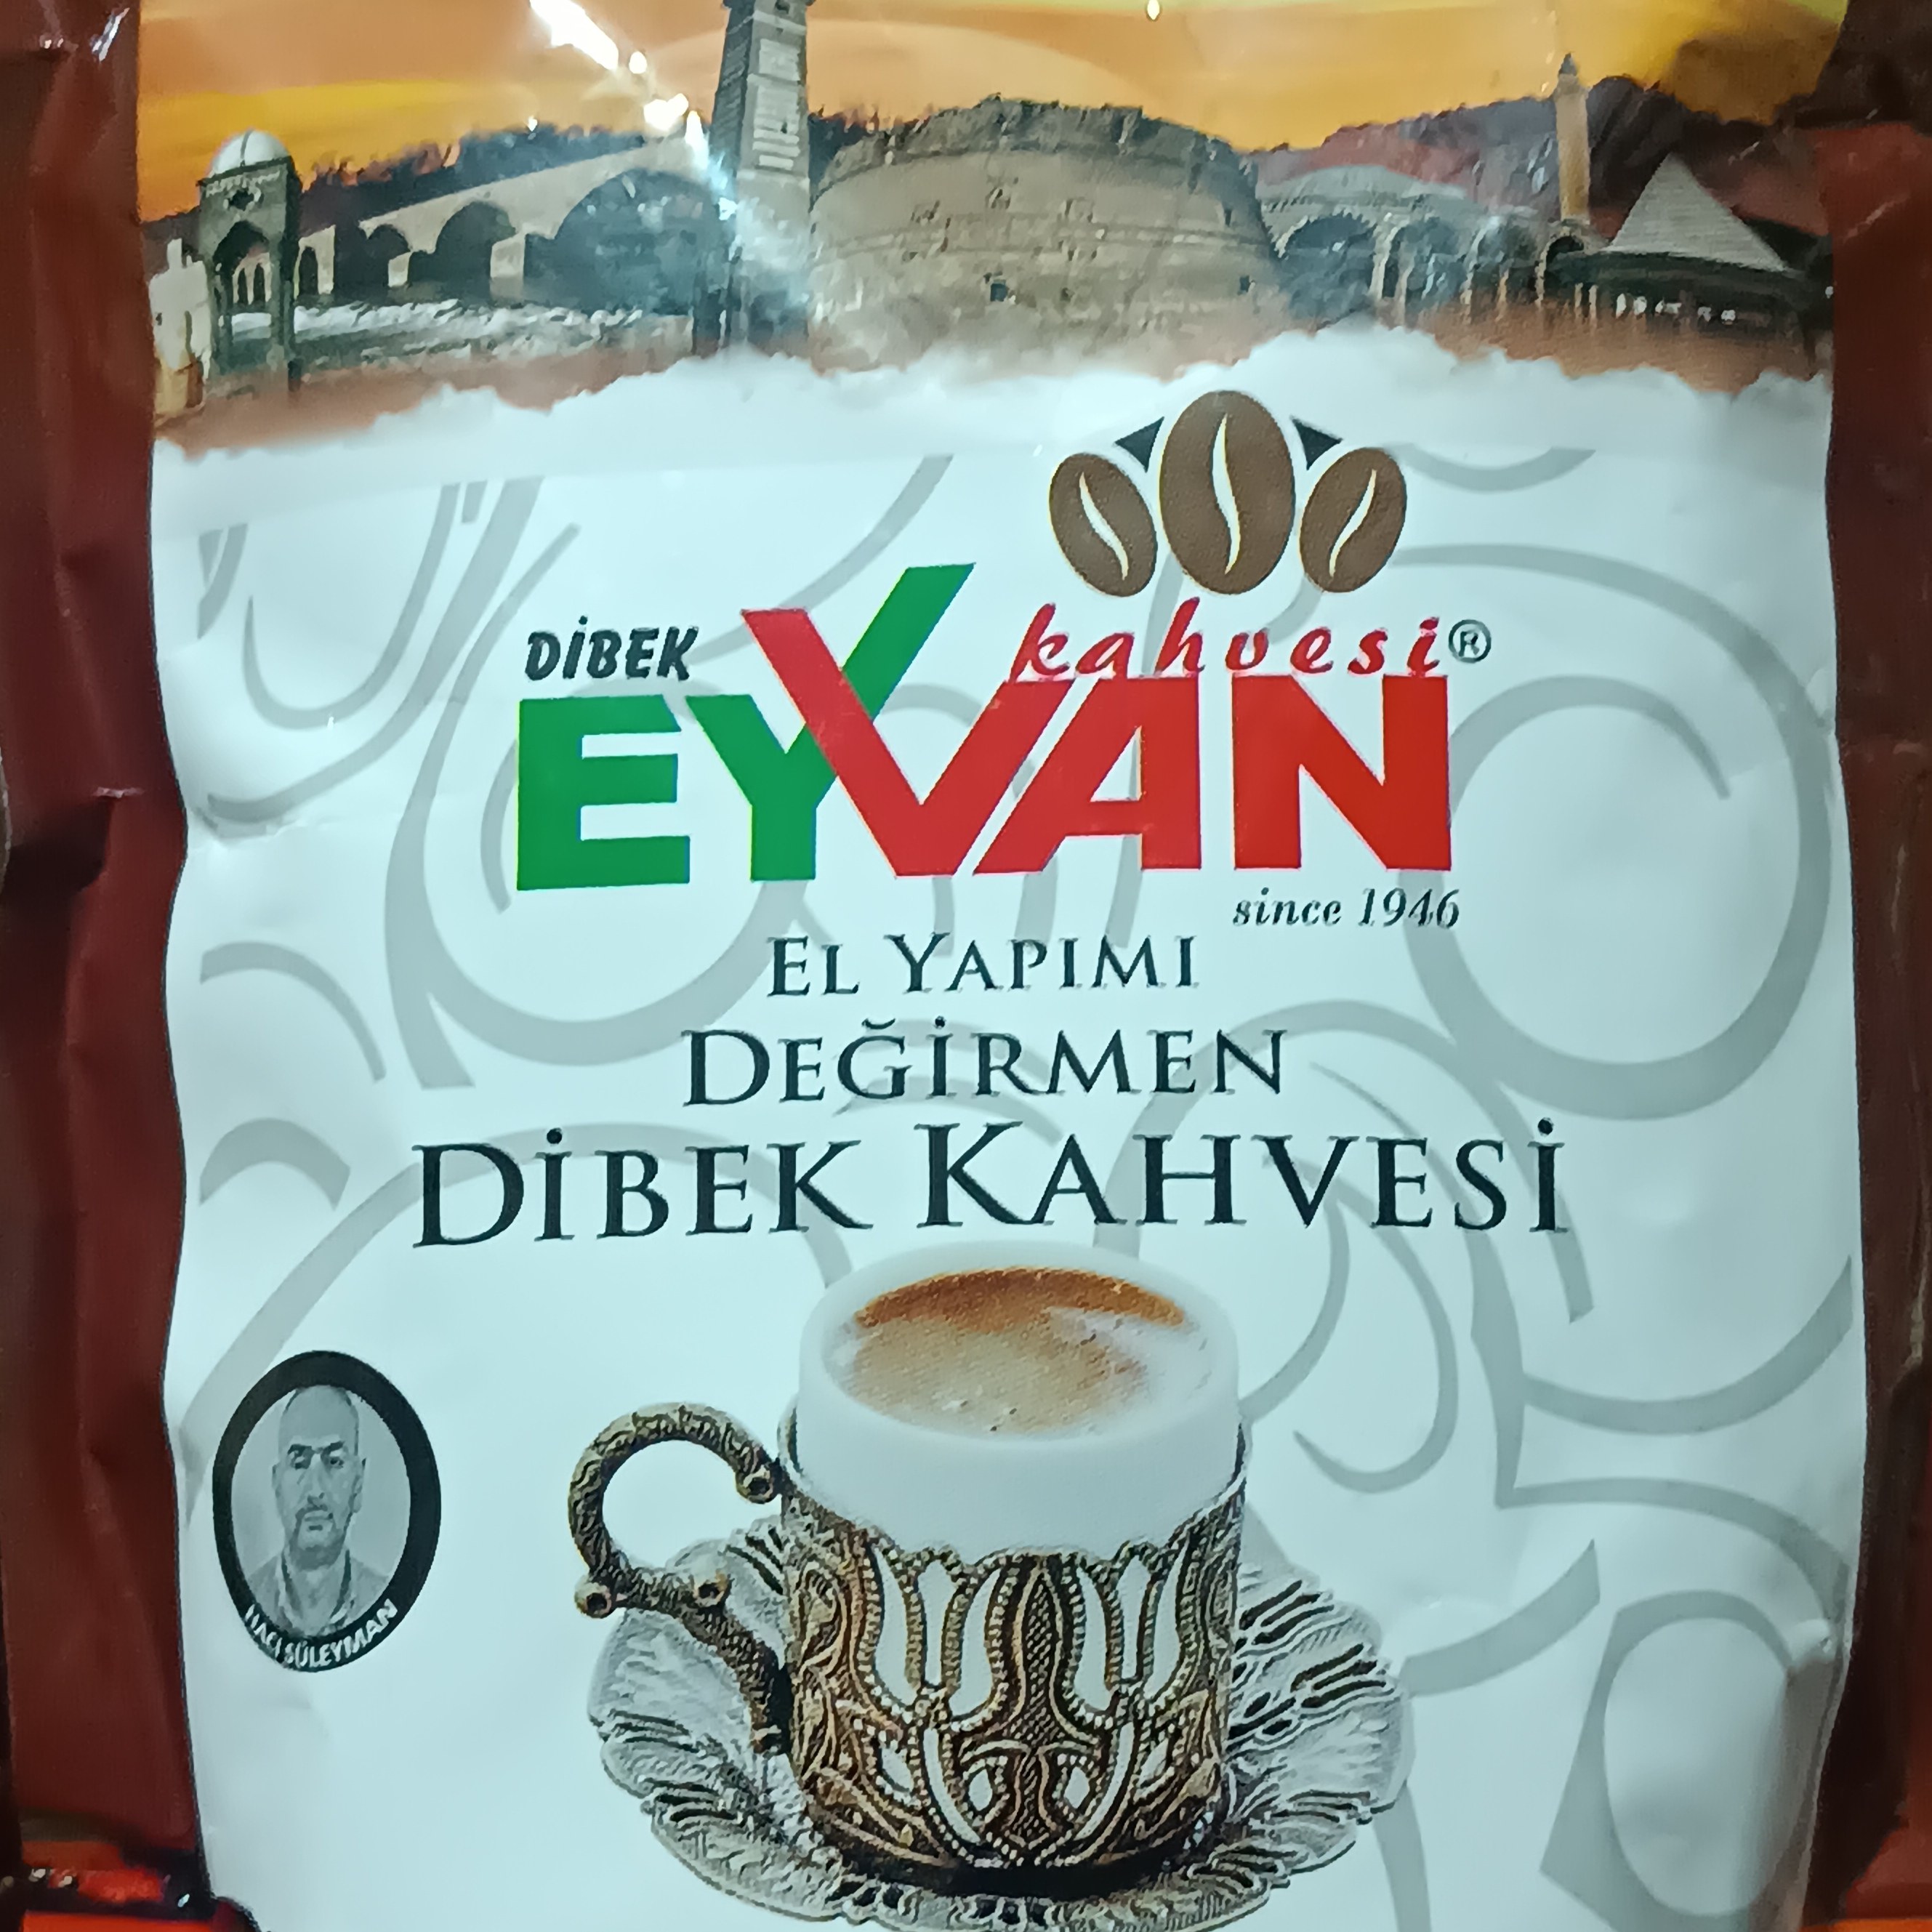 DİBEK
kahvesi®
EYVAN
since 1946
EL YAPIMI
DEĞİRMEN
DİBEK KAHVESİ
HACI SÜLEYMAN